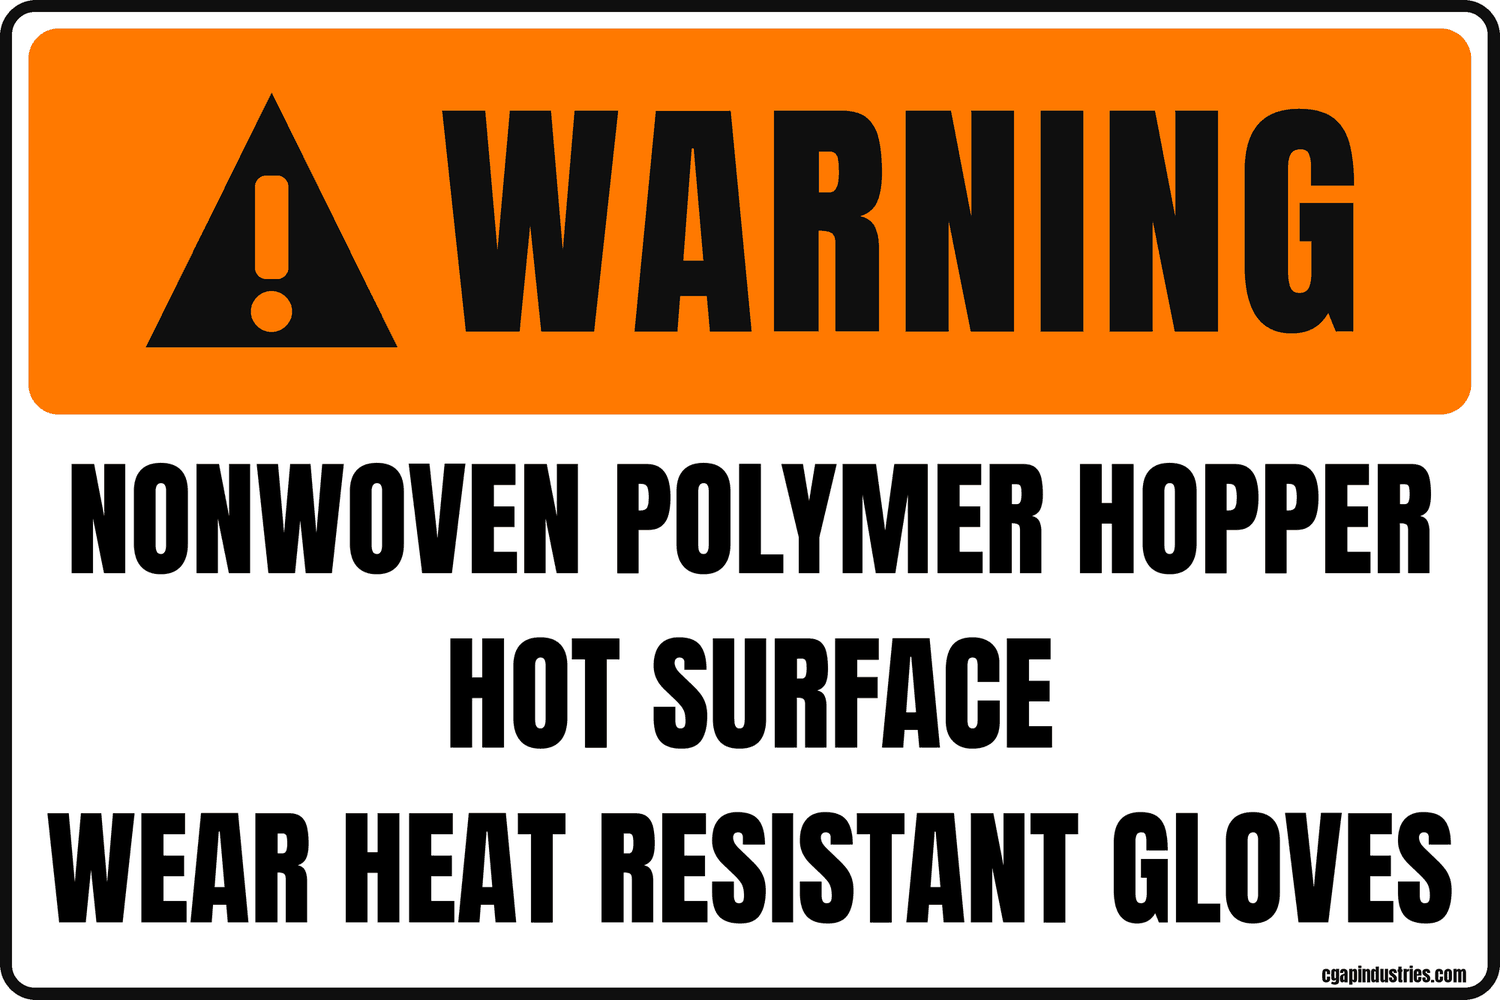 WARNING
NONWOVEN POLYMER HOPPER
HOT SURFACE
WEAR HEAT RESISTANT GLOVES
cgapindustries.com